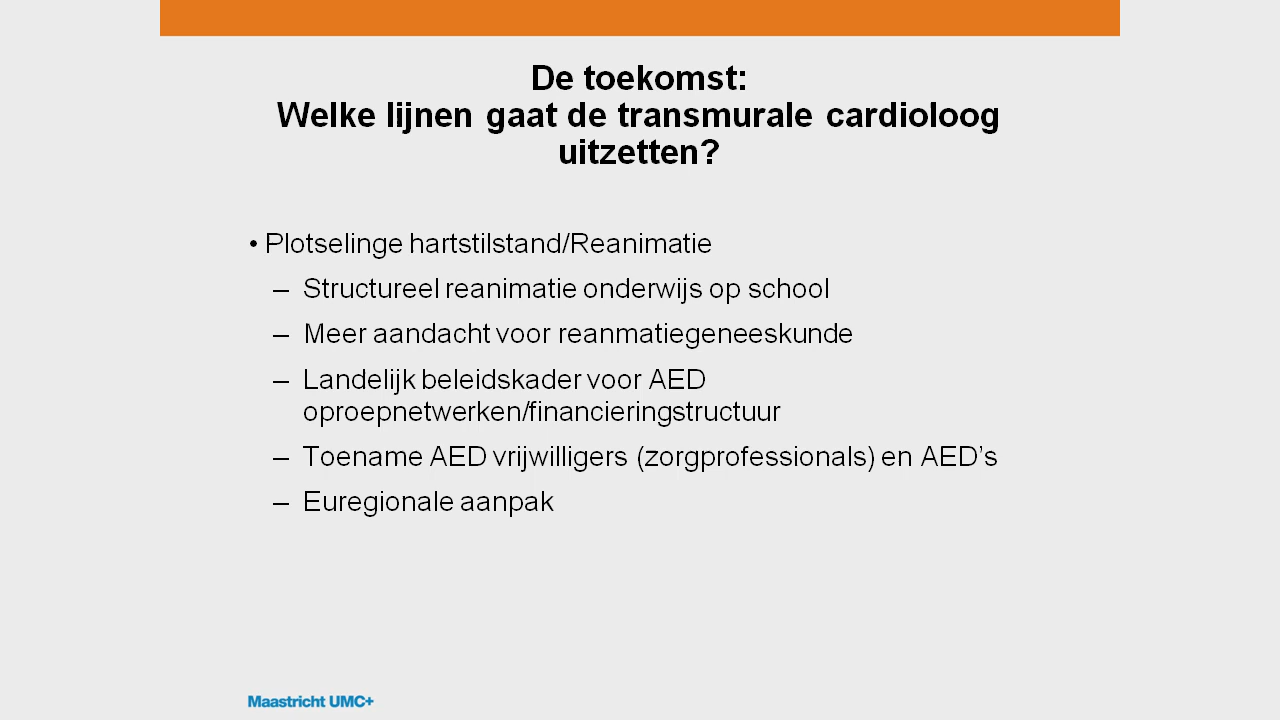 De toekomst:
Welke lijnen gaat de transmurale cardioloog
uitzetten?
• Plotselinge hartstilstand/Reanimatie
– Structureel reanimatie onderwijs op school
– Meer aandacht voor reanmatiegeneeskunde
– Landelijk beleidskader voor AED
oproepnetwerken/financieringstructuur
– Toename AED vrijwilligers (zorgprofessionals) en AED’s
– Euregionale aanpak
Maastricht UMC+